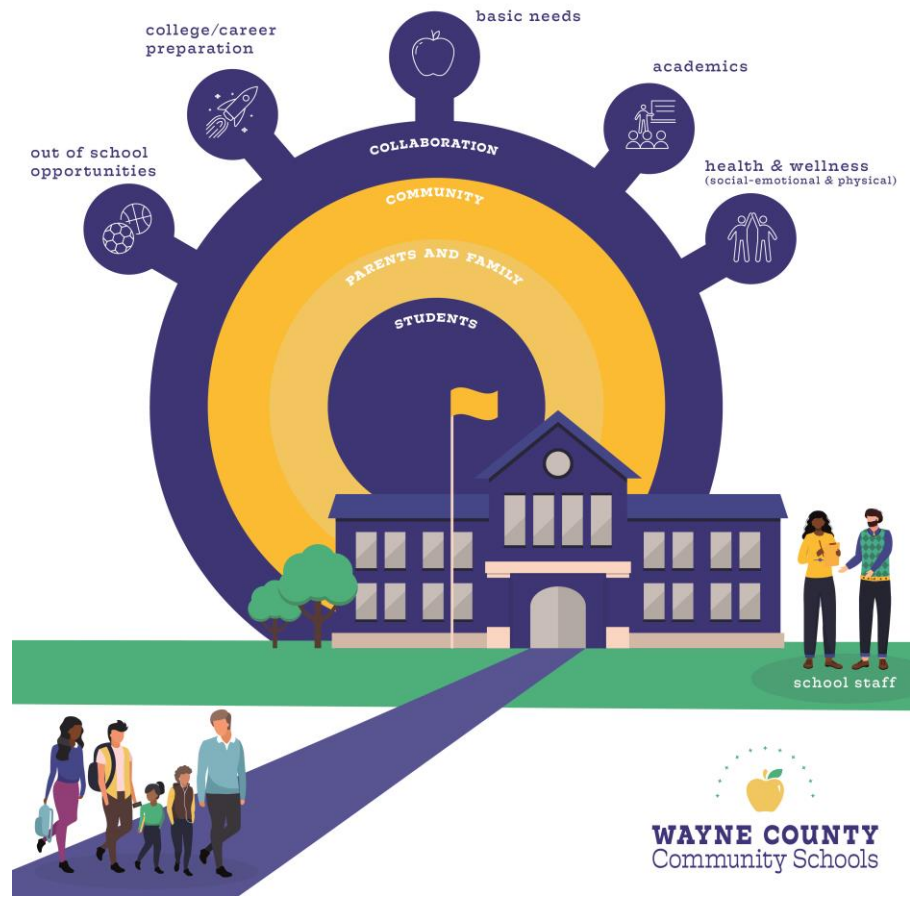 basic needs
college/career
preparation
academics
out of school
opportunities
health & wellness
(social-emotional & physical)
COLLABORATION
COMMUNITY
PARENTS AND FAMILY
STUDENTS
school staff
WAYNE COUNTY
Community Schools